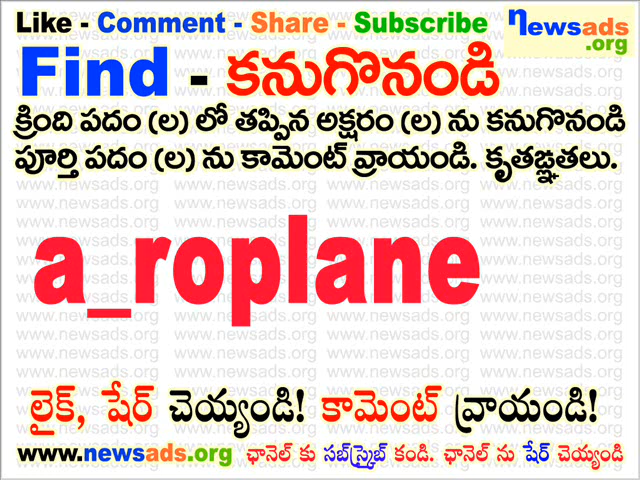 Like - Comment - Share - Subscribe
newsads
.org
Find - కనుగొనండి
క్రింది పదం (ల) లో తప్పిన అక్షరం (ల) ను కనుగొనండి
పూర్తి పదం (ల) ను కామెంట్ వ్రాయండి. కృతఙ్ఞతలు.
a_roplane
లైక్, షేర్ చెయ్యండి! కామెంట్ వ్రాయండి!
www.newsads.org ఛానెల్ కు సబ్‌స్క్రైబ్ కండి. ఛానెల్ ను షేర్ చెయ్యండి